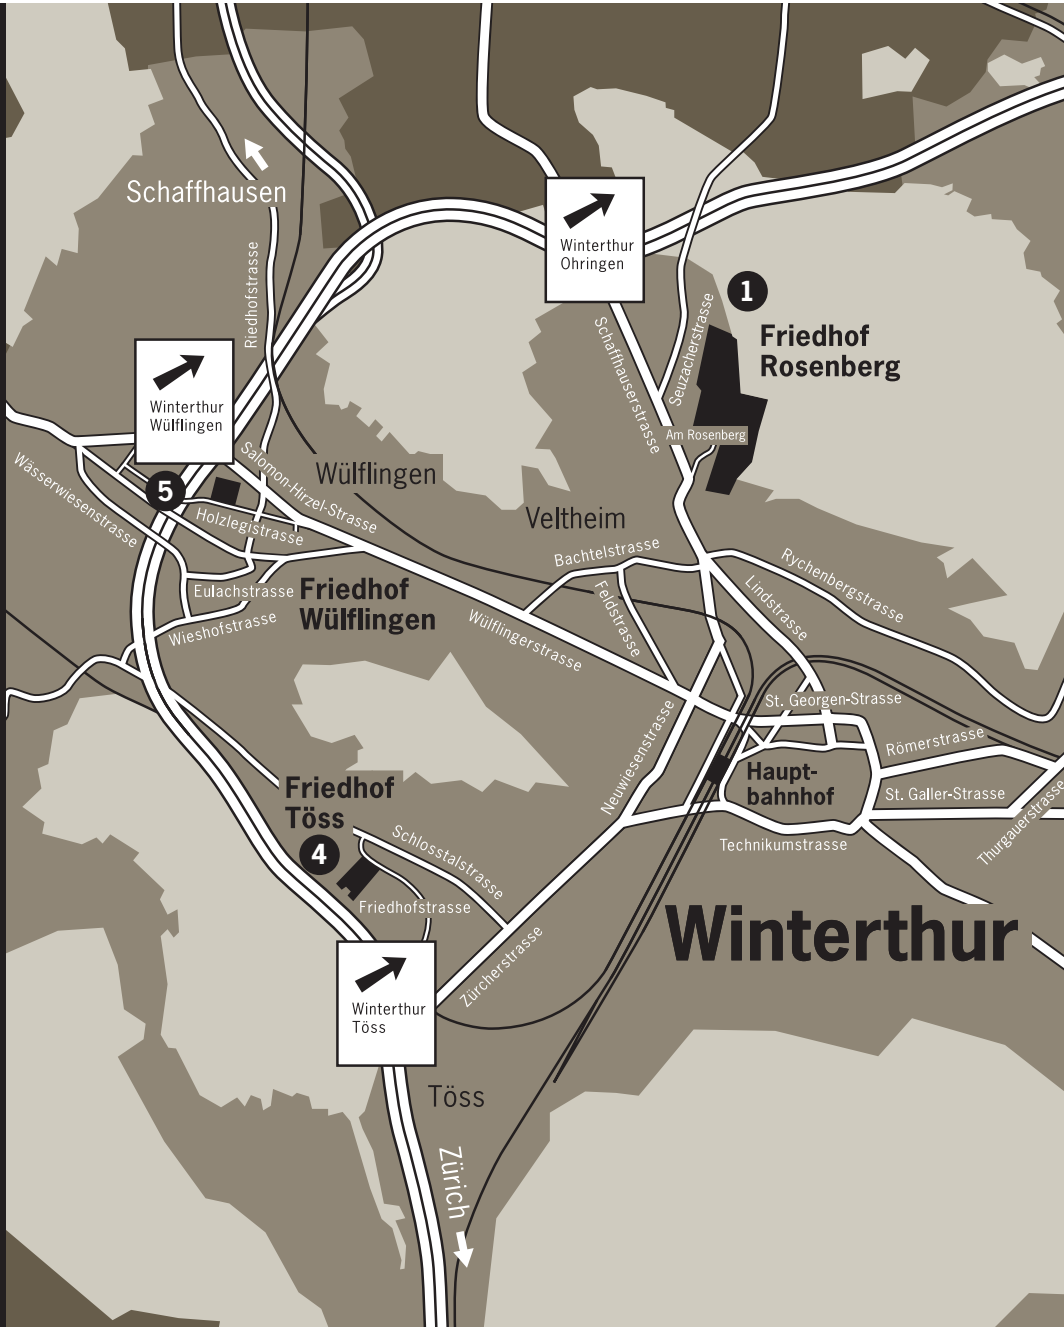 Schaffhausen
Winterthur
Ohringen
1
Friedhof
Rosenberg
Riedhofstrasse
Seuzacherstrasse
Schaffhauserstrasse
Am Rosenberg
Winterthur
Wülflingen
Salomon-Hirzel-Strasse
Wülflingen
Wässerwiesenstrasse
5
Holzlegistrasse
Veltheim
Bachtelstrasse
Rychenbergstrasse
Eulachstrasse
Friedhof
Wülflingen
Feldstrasse
Lindstrasse
Wieshofstrasse
Wülflingerstrasse
St. Georgen-Strasse
Neuwiesenstrasse
Römerstrasse
Haupt-
bahnhof
St. Galler-Strasse
Thurgauerstrasse
Technikumstrasse
Friedhof
Töss
4
Schlosstalstrasse
Friedhofstrasse
Zürcherstrasse
Winterthur
Winterthur
Töss
Töss
Zürich